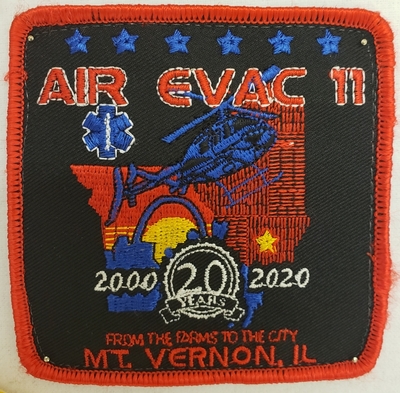 AIR EVAC 11
2000 20 2020
YEARS
FROM THE FARMS TO THE CITY
MT. VERNON, IL